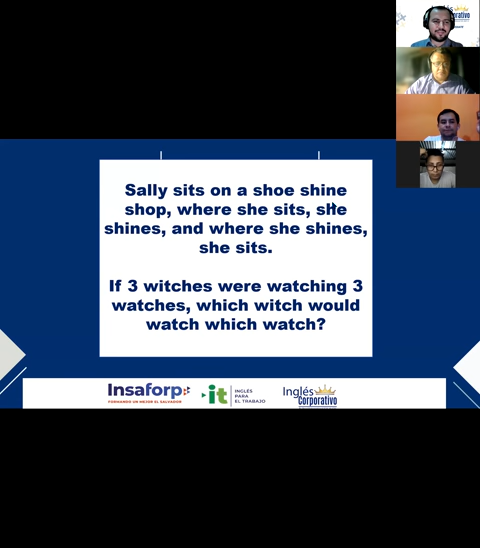 Sally sits on a shoe shine
shop, where she sits, she
shines, and where she shines,
she sits.
If 3 witches were watching 3
watches, which witch would
watch which watch?
Insaforp
FORMANDO UN MEJOR EL SALVADOR
it
INGLÉS
PARA
EL TRABAJO
Inglés
Corporativo